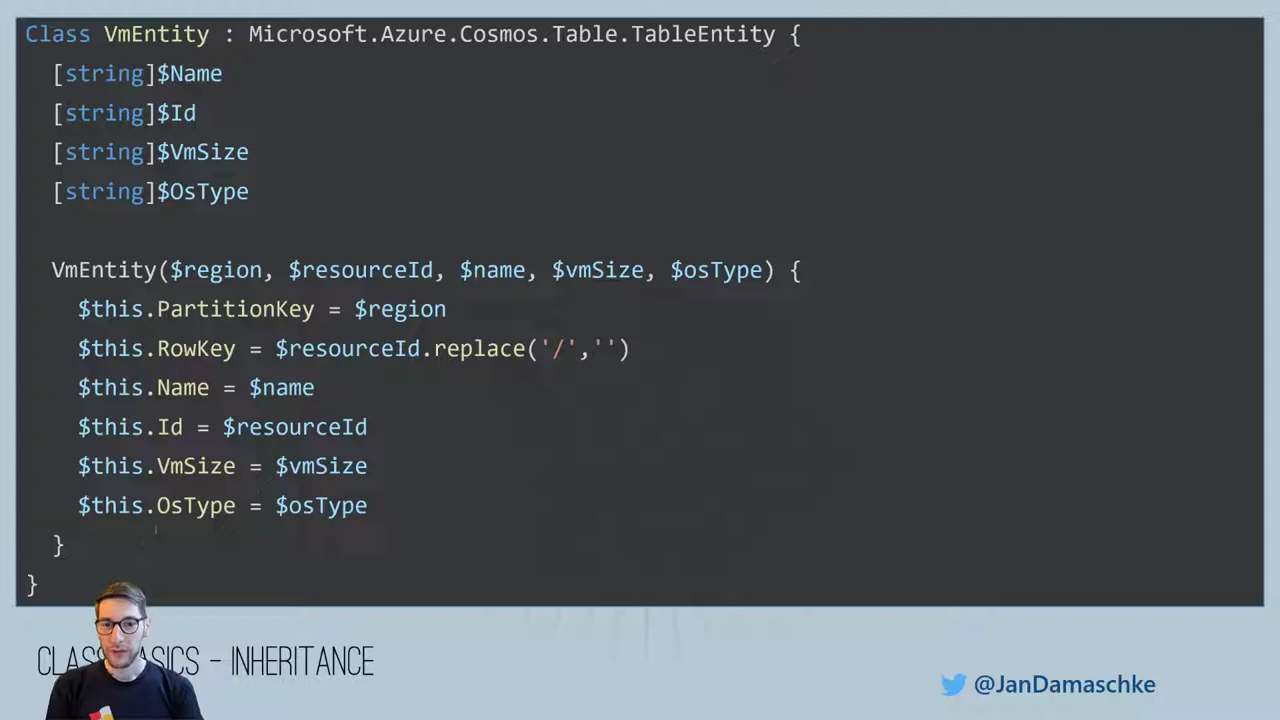 Class VmEntity : Microsoft.Azure.Cosmos.Table.TableEntity {
[string]$Name
[string]$Id
[string]$VmSize
[string]$OsType
VmEntity($region, $resourceId, $name, $vmSize, $osType) {
$this.PartitionKey = $region
$this.RowKey = $resourceId.replace('/','')
$this.Name = $name
$this.Id = $resourceId
$this.VmSize = $vmSize
$this.OsType = $osType
}
}
- INHERITANCE
@JanDamaschke